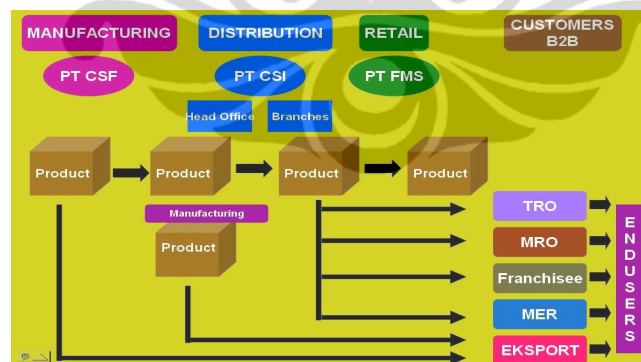 MANUFACTURING
DISTRIBUTION
RETAIL
CUSTOMERS
B2B
PT CSF
PT CSI
PT FMS
Head Office
Branches
Product
Product
Product
Product
Manufacturing
Product
TRO
MRO
Franchisee
MER
EKSPORT
ENDUSERS